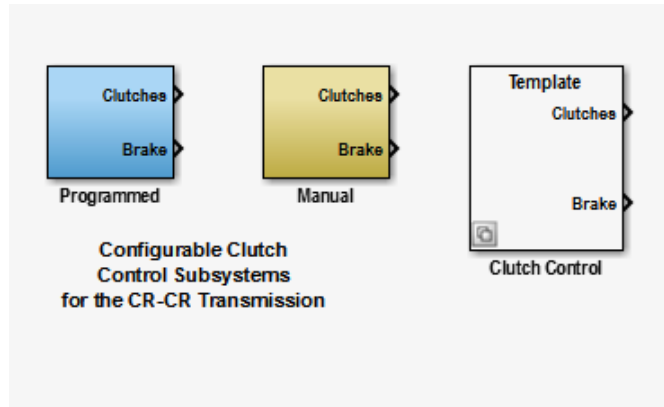 Clutches
Brake
Programmed
Clutches
Brake
Manual
Template
Clutches
Brake
Clutch Control
Configurable Clutch
Control Subsystems
for the CR-CR Transmission